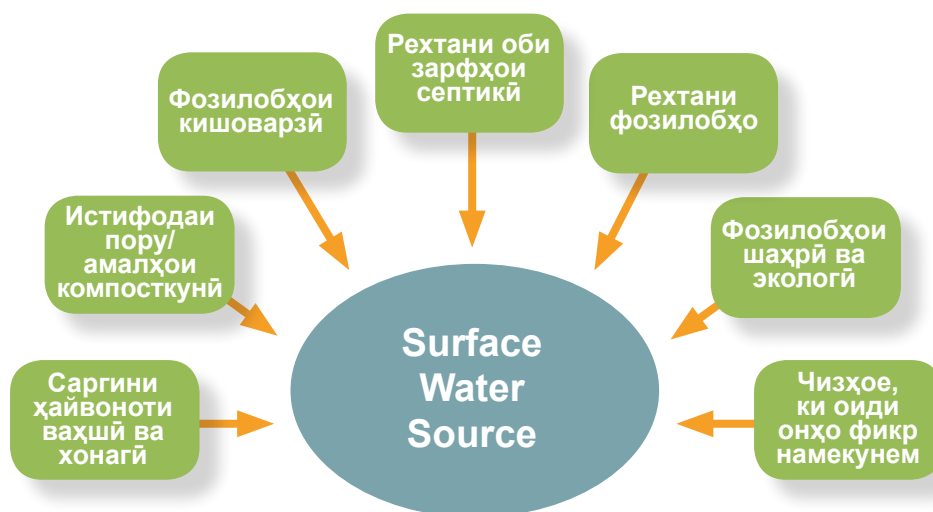 Рехтани оби
зарфҳои
септикӣ
Фозилобҳои
кишоварзӣ
Рехтани
фозилобҳо
Истифодаи
пору/
амалҳои
компосткунӣ
Фозилобҳои
шаҳрӣ ва
экологӣ
Surface
Water
Source
Саргини
ҳайвоноти
ваҳшӣ ва
хонагӣ
Чизҳое,
ки оиди
онҳо фикр
намекунем